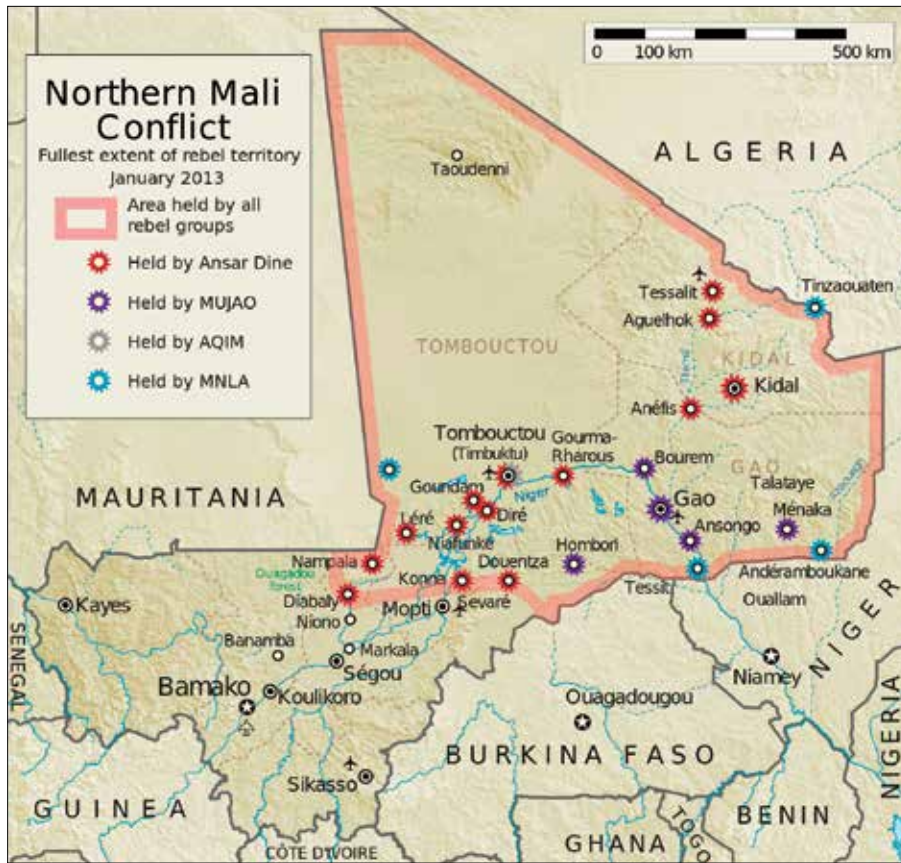 Northern Mali
Conflict
Fullest extent of rebel territory
January 2013
Area held by all
rebel groups
Held by Ansar Dine
Held by MUJAO
Held by AQIM
Held by MNLA
0 100 km 500 km
ALGERIA
Taoudenni
Tessalit
Tinzaouaten
Aguelhok
TOMBOUCTOU
KIDAL
Kidal
Anéfis
Tombouctou
(Timbuktu)
Gourma-
Rharous
Bourem
GAO
Talataye
MAURITANIA
Goundam
Niger
Gao
Ménaka
Léré
Diré
Ansongo
Niafunké
Nampala
Douentza
Hombori
Ouagadou
forest
Konna
Tessit
Andéramboukane
Kayes
Diabaly
Mopti
Sevaré
Ouallam
Niono
SENEGAL
Banamba
Markala
Ségou
NIGER
Bamako
Koulikoro
Niamey
Ouagadougou
Sikasso
BURKINA FASO
NIGERIA
GUINEA
BENIN
TOGO
GHANA
CÔTE D'IVOIRE